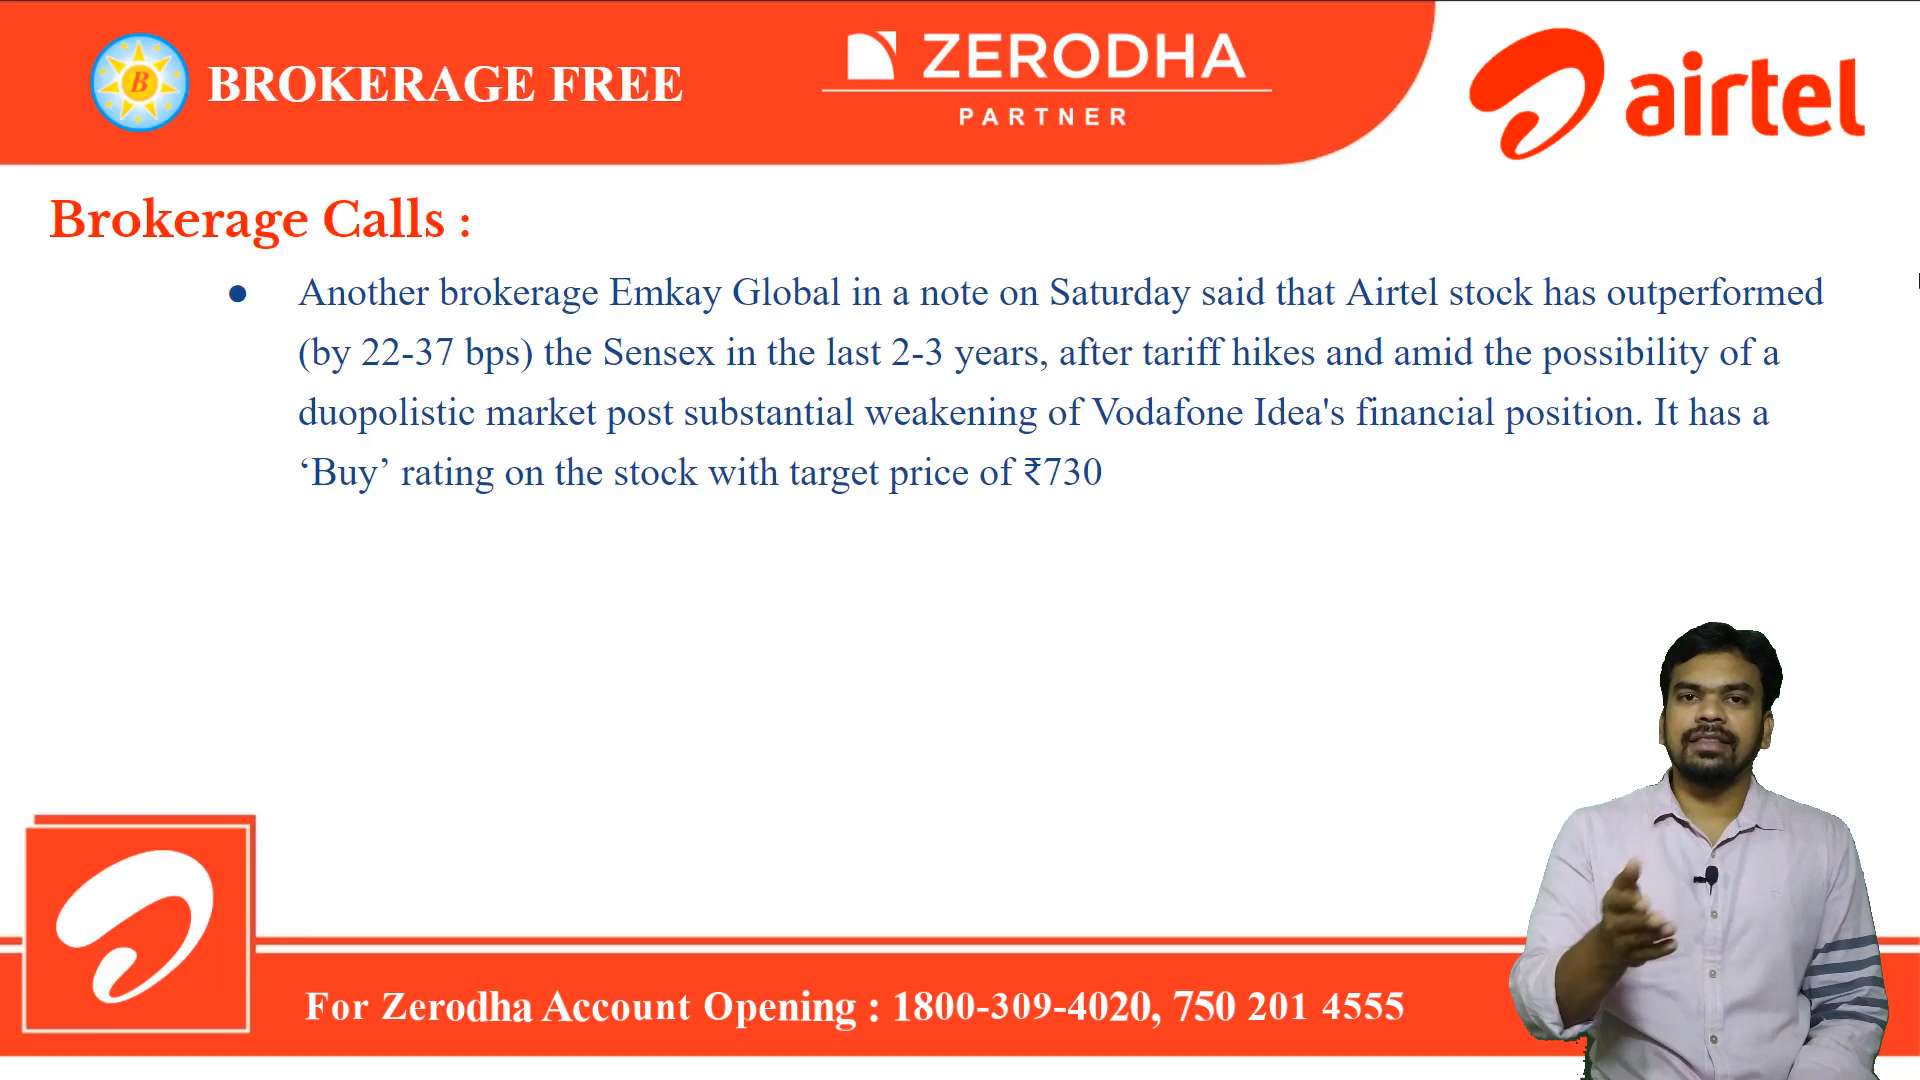 B BROKERAGE FREE
ZERODHA
PARTNER
airtel
Brokerage Calls :
● Another brokerage Emkay Global in a note on Saturday said that Airtel stock has outperformed
(by 22-37 bps) the Sensex in the last 2-3 years, after tariff hikes and amid the possibility of a
duopolistic market post substantial weakening of Vodafone Idea's financial position. It has a
‘Buy’ rating on the stock with target price of ₹730
For Zerodha Account Opening : 1800-309-4020, 750 201 4555